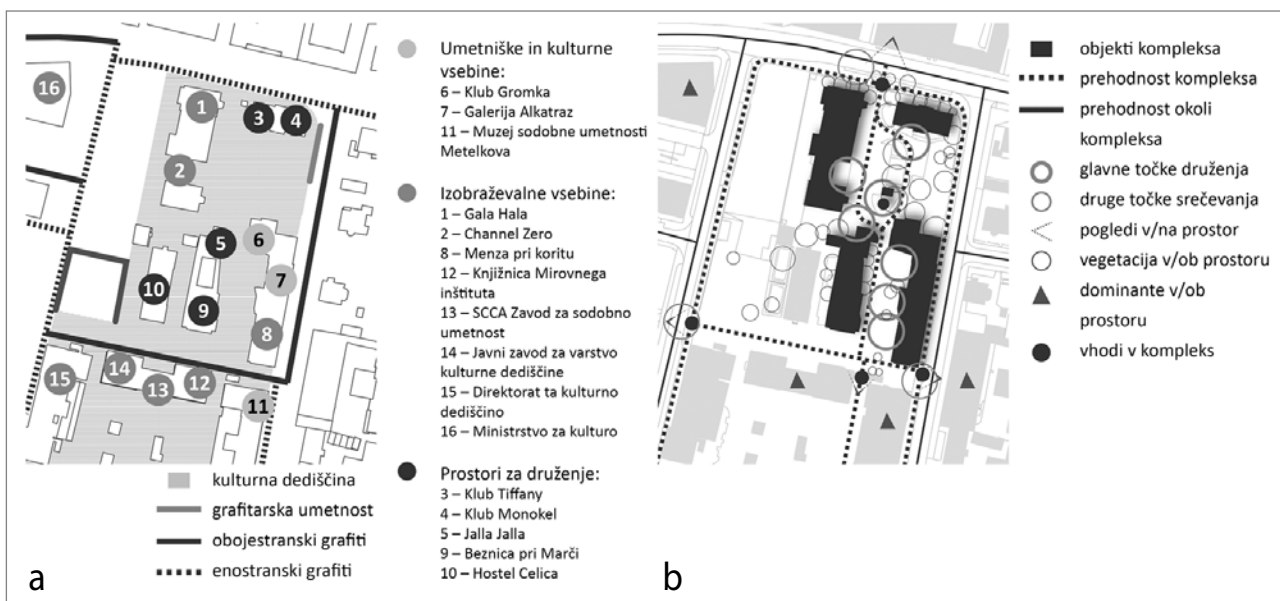 16
1
3
4
2
5
6
7
10
9
8
15
14
13
12
11
kulturna dediščina
grafitarska umetnost
obojestranski grafiti
enostranski grafiti
a
Umetniške in kulturne
vsebine:
6 – Klub Gromka
7 – Galerija Alkatraz
11 – Muzej sodobne umetnosti
Metelkova
Izobraževalne vsebine:
1 – Gala Hala
2 – Channel Zero
8 – Menza pri koritu
12 – Knjižnica Mirovnega
inštituta
13 – SCCA Zavod za sodobno
umetnost
14 – Javni zavod za varstvo
kulturne dediščine
15 – Direktorat ta kulturno
dediščino
16 – Ministrstvo za kulturo
Prostori za druženje:
3 – Klub Tiffany
4 – Klub Monokel
5 – Jalla Jalla
9 – Beznica pri Marči
10 – Hostel Celica
b
objekti kompleksa
prehodnost kompleksa
prehodnost okoli
kompleksa
glavne točke druženja
druge točke srečevanja
pogledi v/na prostor
vegetacija v/ob prostoru
dominante v/ob
prostoru
vhodi v kompleks